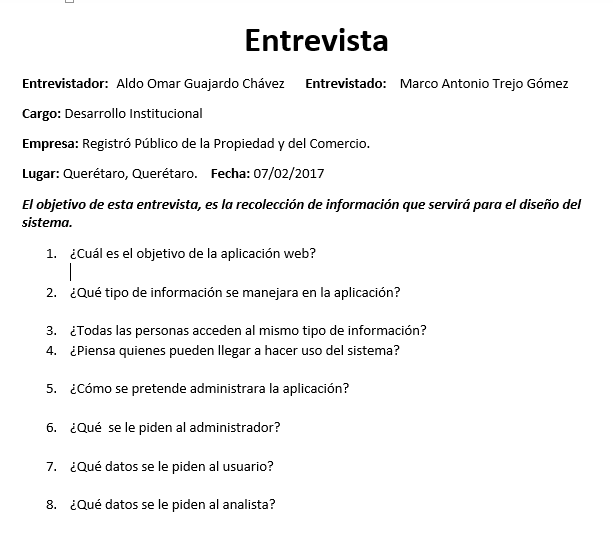 Entrevista
Entrevistador: Aldo Omar Guajardo Chávez Entrevistado: Marco Antonio Trejo Gómez
Cargo: Desarrollo Institucional
Empresa: Registró Público de la Propiedad y del Comercio.
Lugar: Querétaro, Querétaro. Fecha: 07/02/2017
El objetivo de esta entrevista, es la recolección de información que servirá para el diseño del
sistema.
1. ¿Cuál es el objetivo de la aplicación web?
2. ¿Qué tipo de información se manejara en la aplicación?
3. ¿Todas las personas acceden al mismo tipo de información?
4. ¿Piensa quienes pueden llegar a hacer uso del sistema?
5. ¿Cómo se pretende administrara la aplicación?
6. ¿Qué se le piden al administrador?
7. ¿Qué datos se le piden al usuario?
8. ¿Qué datos se le piden al analista?